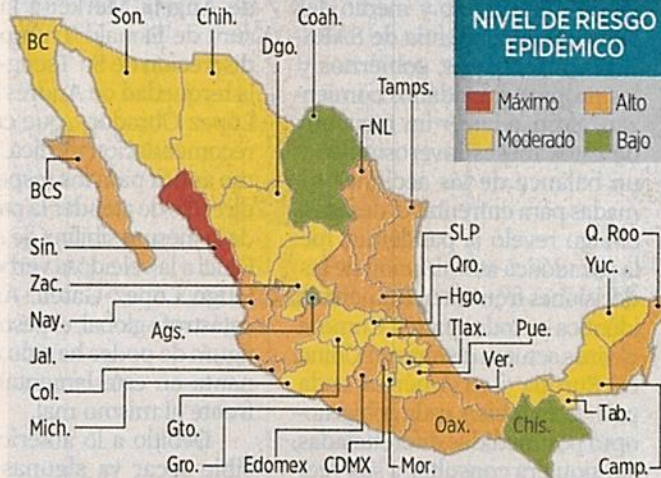 NIVEL DE RIESGO
EPIDÉMICO
Máximo
Alto
Moderado
Bajo
BC
Son.
Chih.
Coah.
Dgo.
Tamps.
NL
BCS
Sin.
Zac.
Nay.
Ags.
Jal.
Col.
Mich.
Gto.
Gro.
Edomex
CDMX
Mor.
Oax.
Chis.
SLP
Qro.
Hgo.
Tlax.
Pue.
Ver.
Q. Roo
Yuc.
Tab.
Camp.